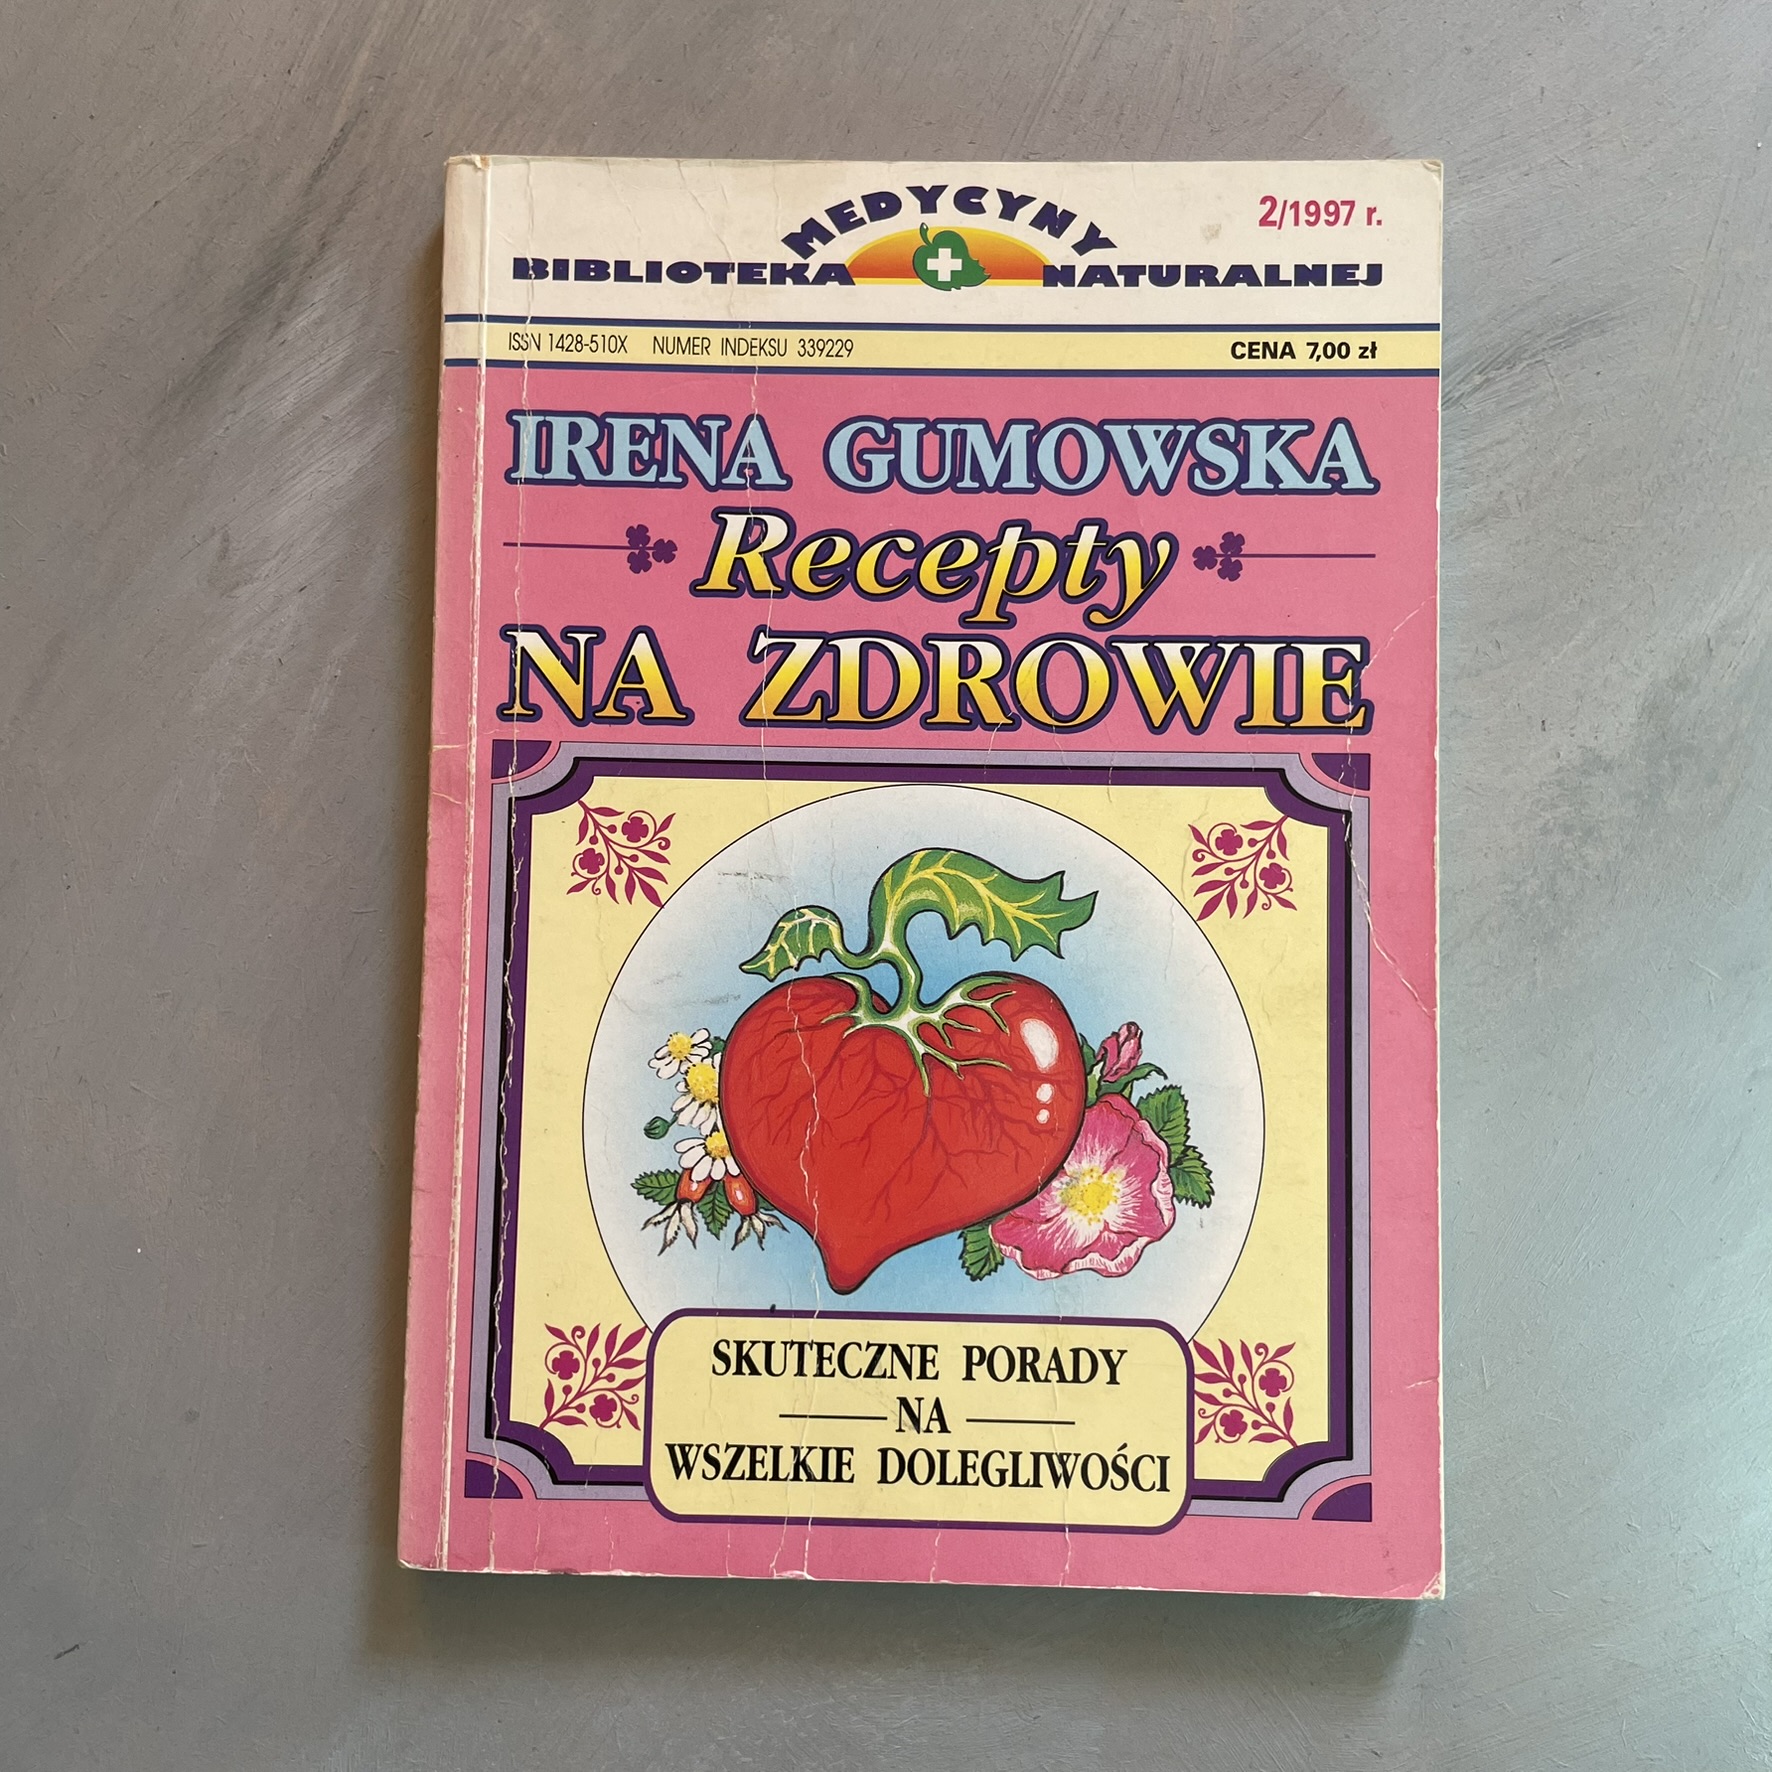 2/1997 r.
BIBLIOTEKA MEDYCYNY NATURALNEJ
ISSN 1428-510X NUMER INDEKSU 339229 CENA 7,00 zł
IRENA GUMOWSKA
Recepty
NA ZDROWIE
SKUTECZNE PORADY
NA
WSZELKIE DOLEGLIWOŚCI